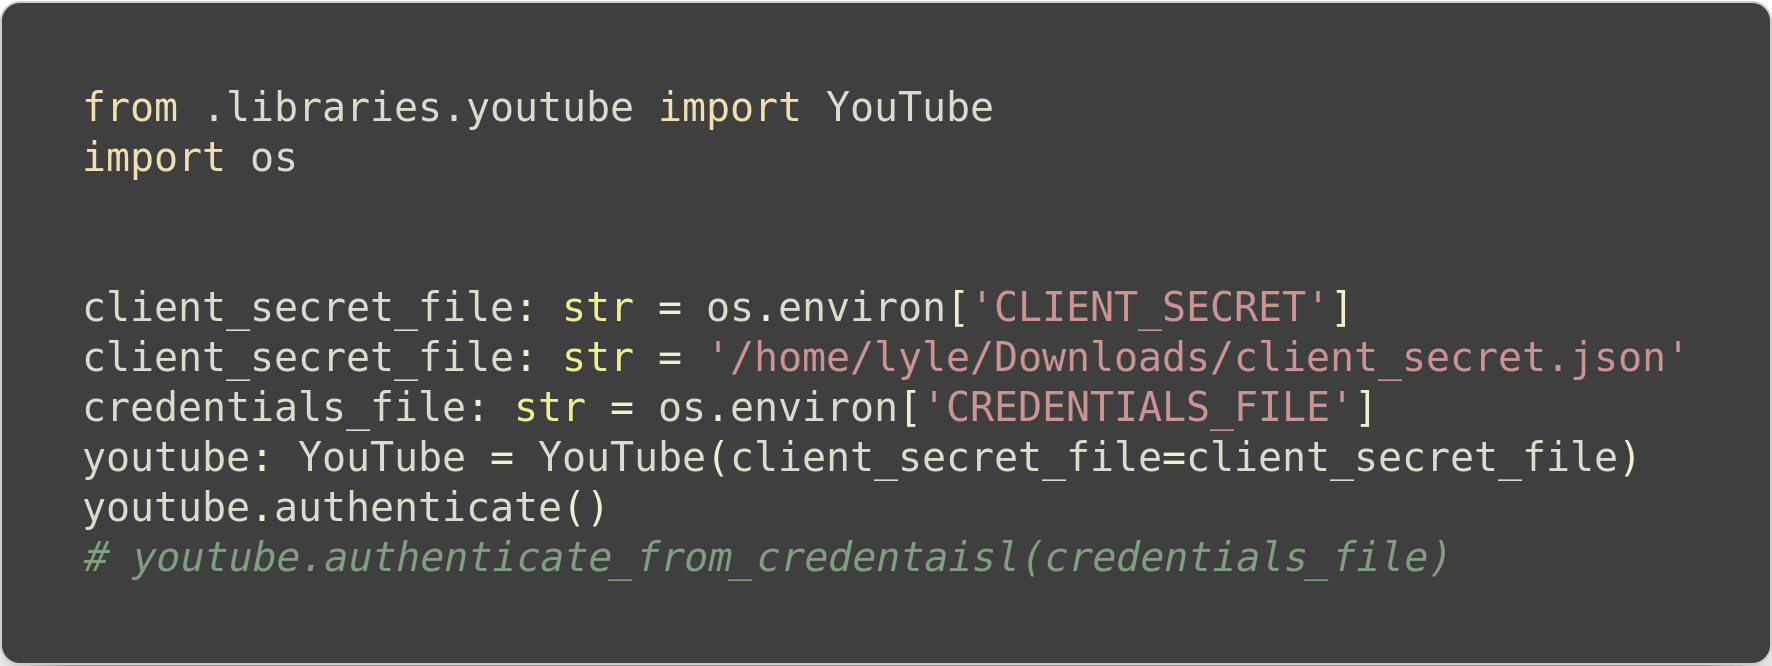 from .libraries.youtube import YouTube
import os
client_secret_file: str = os.environ['CLIENT_SECRET']
client_secret_file: str = '/home/lyle/Downloads/client_secret.json'
credentials_file: str = os.environ['CREDENTIALS_FILE']
youtube: YouTube = YouTube(client_secret_file=client_secret_file)
youtube.authenticate()
# youtube.authenticate_from_credentaisl(credentials_file)